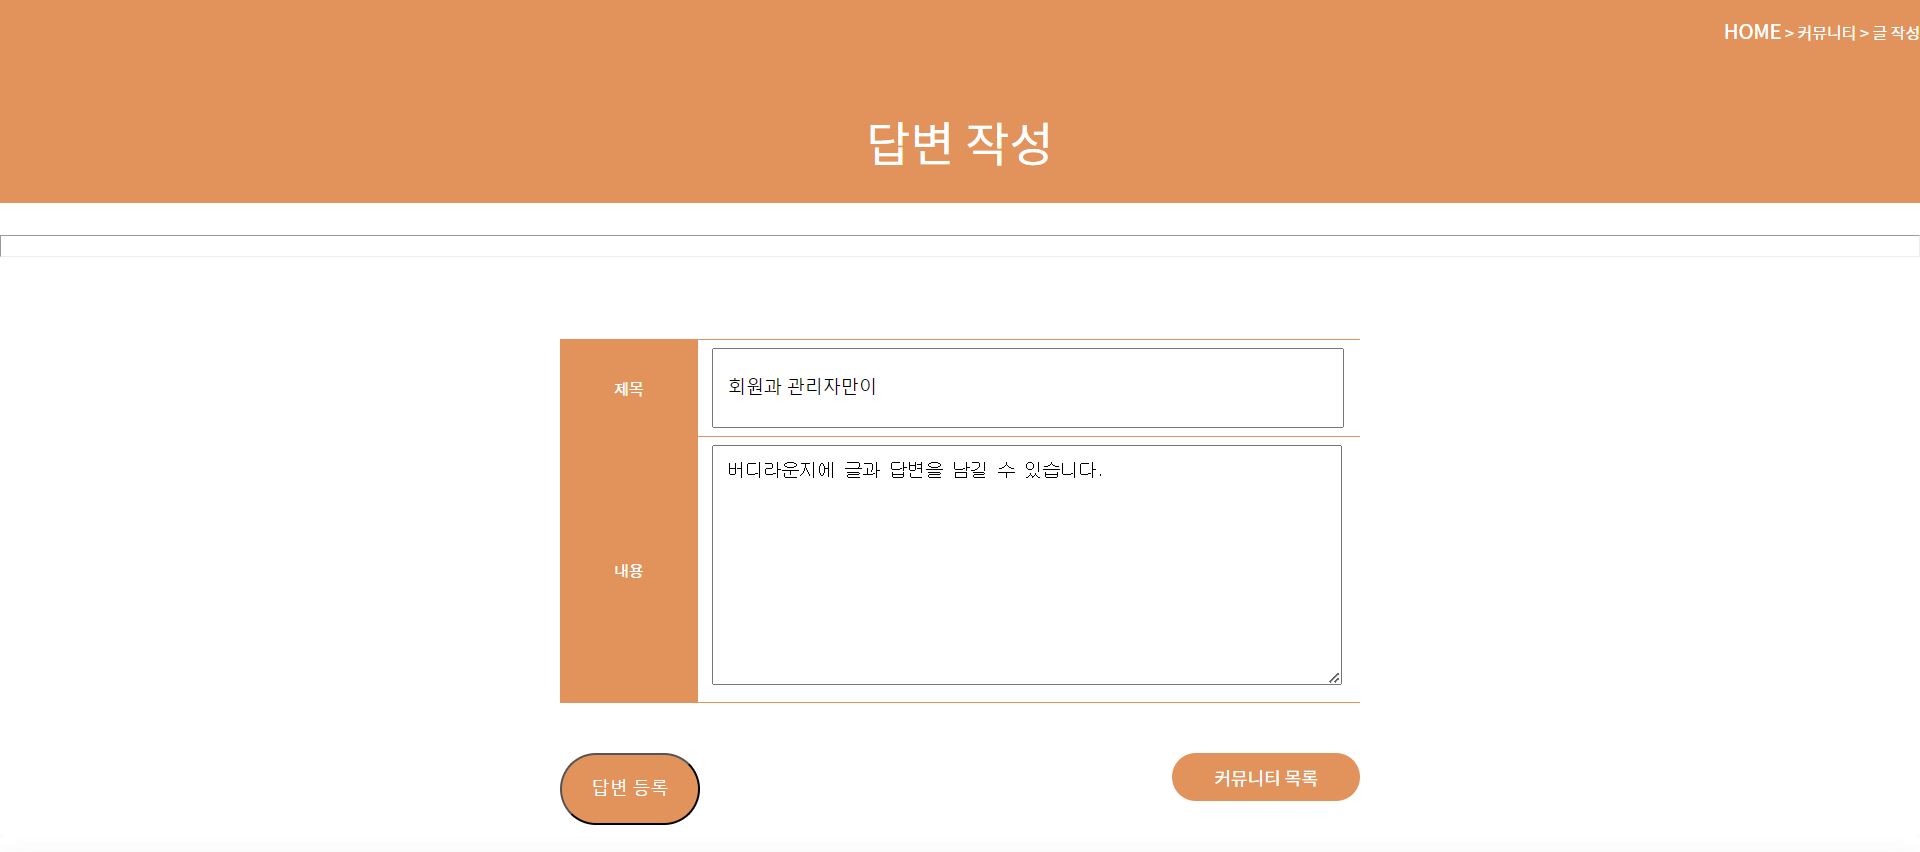 HOME > 커뮤니티 > 글 작성
답변 작성
제목
회원과 관리자만이
버디라운지에 글과 답변을 남길 수 있습니다.
내용
답변 등록
커뮤니티 목록